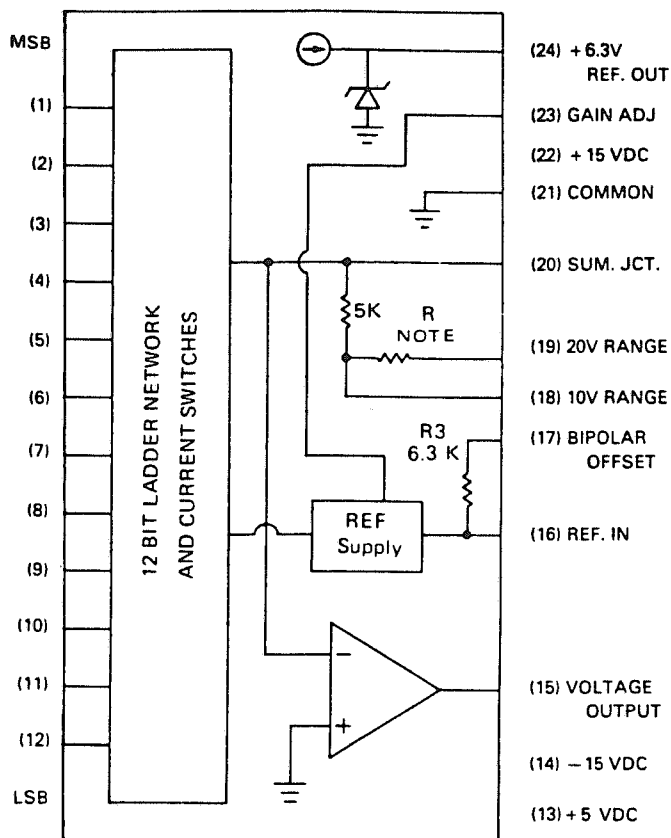 MSB
(1)
(2)
(3)
(4)
(5)
(6)
(7)
(8)
(9)
(10)
(11)
(12)
LSB
12 BIT LADDER NETWORK
AND CURRENT SWITCHES
5K
R
NOTE
R3
6.3 K
REF
Supply
−
+
(24) +6.3V
REF. OUT
(23) GAIN ADJ
(22) +15 VDC
(21) COMMON
(20) SUM. JCT.
(19) 20V RANGE
(18) 10V RANGE
(17) BIPOLAR
OFFSET
(16) REF. IN
(15) VOLTAGE
OUTPUT
(14) −15 VDC
(13) +5 VDC